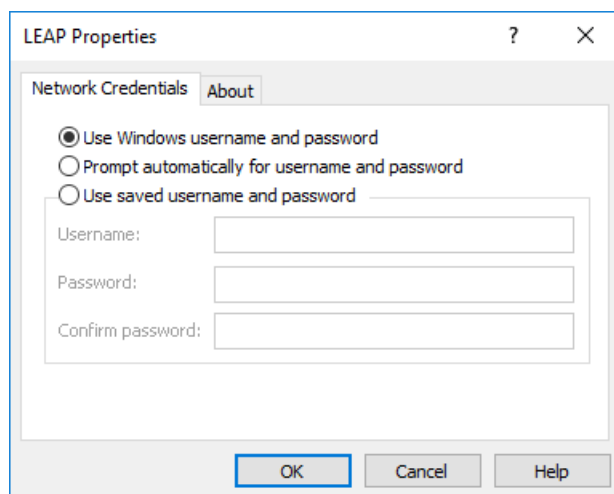 LEAP Properties
?
Network Credentials
About
Use Windows username and password
Prompt automatically for username and password
Use saved username and password
Username:
Password:
Confirm password:
OK
Cancel
Help